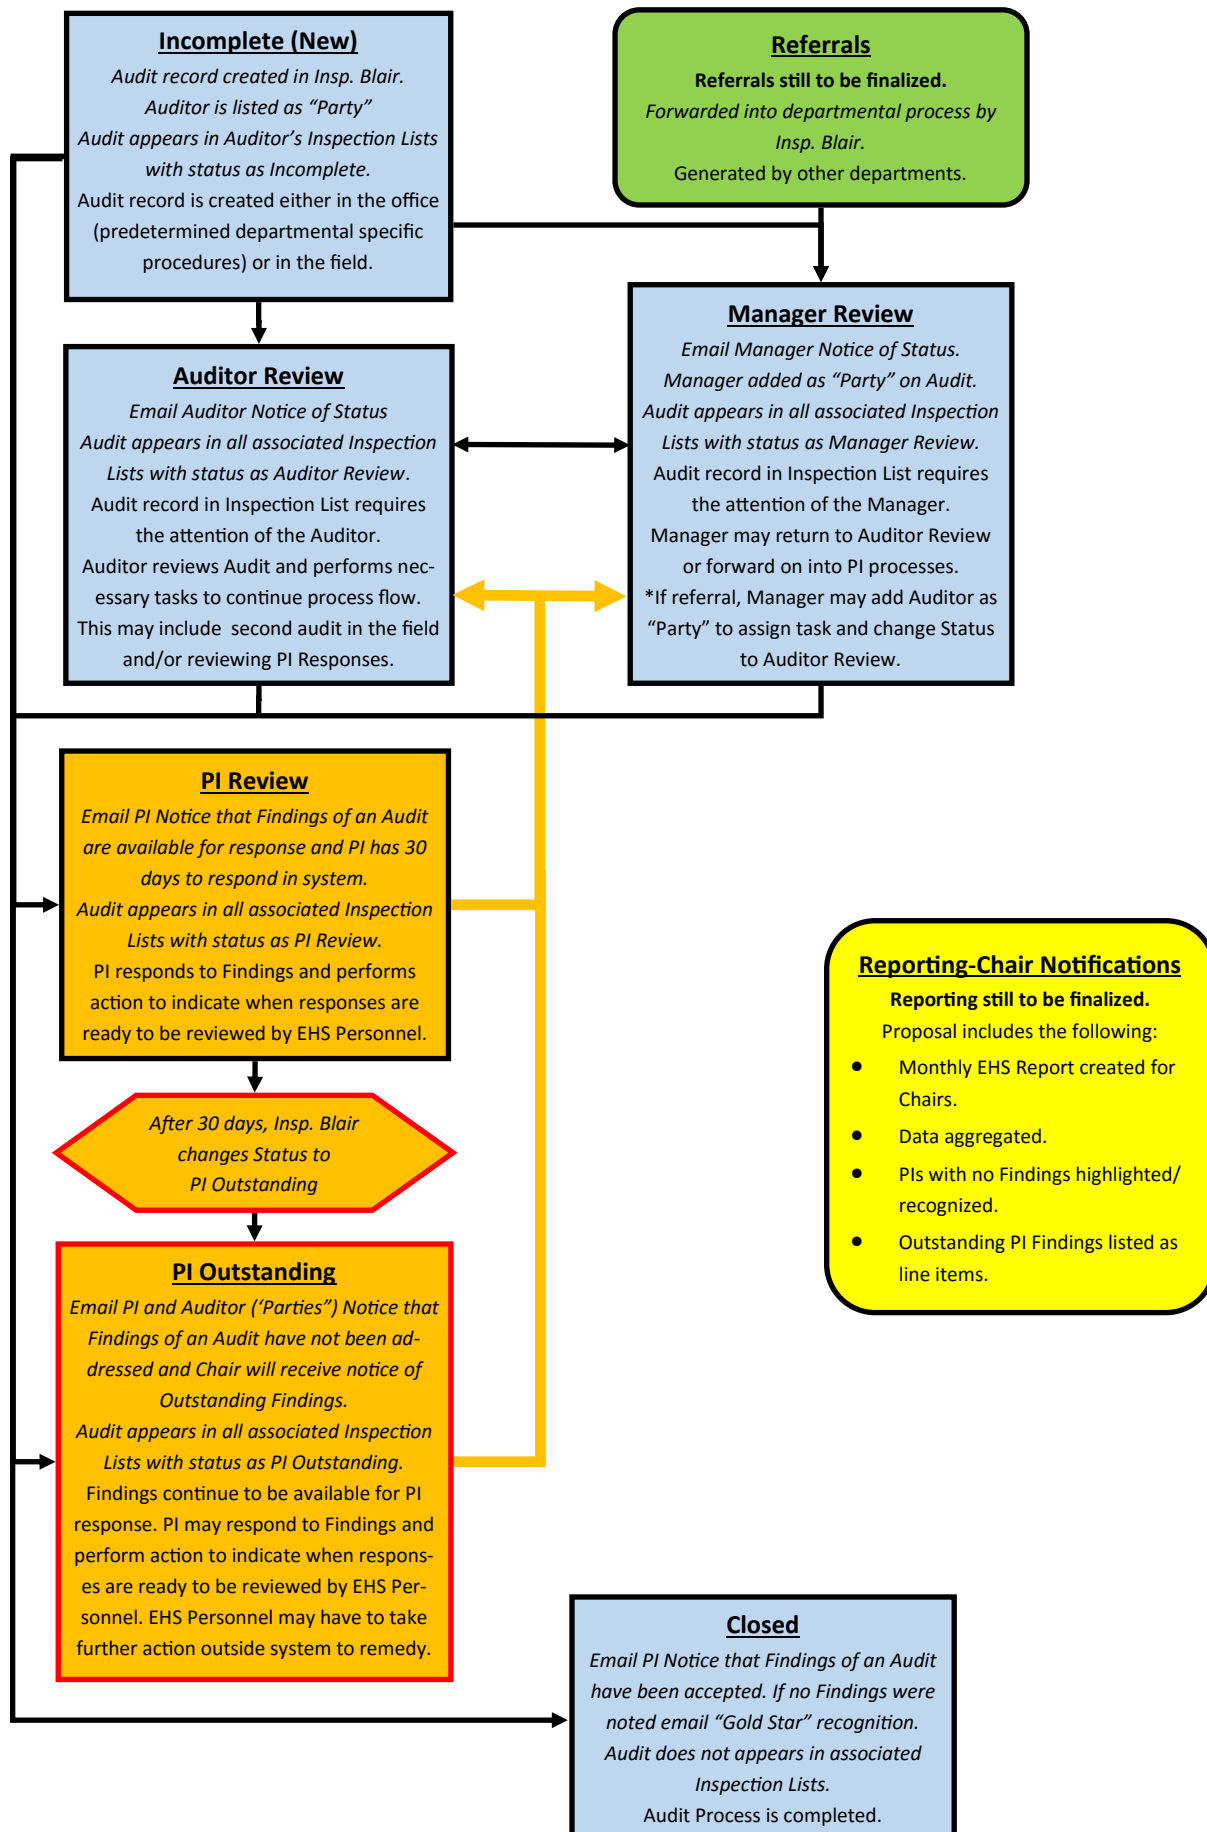 Incomplete (New)
Audit record created in Insp. Blair.
Auditor is listed as “Party”
Audit appears in Auditor’s Inspection Lists
with status as Incomplete.
Audit record is created either in the office
(predetermined departmental specific
procedures) or in the field.
Referrals
Referrals still to be finalized.
Forwarded into departmental process by
Insp. Blair.
Generated by other departments.
Auditor Review
Email Auditor Notice of Status
Audit appears in all associated Inspection
Lists with status as Auditor Review.
Audit record in Inspection List requires
the attention of the Auditor.
Auditor reviews Audit and performs nec-
essary tasks to continue process flow.
This may include  second audit in the field
and/or reviewing PI Responses.
Manager Review
Email Manager Notice of Status.
Manager added as “Party” on Audit.
Audit appears in all associated Inspection
Lists with status as Manager Review.
Audit record in Inspection List requires
the attention of the Manager.
Manager may return to Auditor Review
or forward on into PI processes.
*If referral, Manager may add Auditor as
“Party” to assign task and change Status
to Auditor Review.
PI Review
Email PI Notice that Findings of an Audit
are available for response and PI has 30
days to respond in system.
Audit appears in all associated Inspection
Lists with status as PI Review.
PI responds to Findings and performs
action to indicate when responses are
ready to be reviewed by EHS Personnel.
After 30 days, Insp. Blair
changes Status to
PI Outstanding
PI Outstanding
Email PI and Auditor (‘Parties”) Notice that
Findings of an Audit have not been ad-
dressed and Chair will receive notice of
Outstanding Findings.
Audit appears in all associated Inspection
Lists with status as PI Outstanding.
Findings continue to be available for PI
response. PI may respond to Findings and
perform action to indicate when respons-
es are ready to be reviewed by EHS Per-
sonnel. EHS Personnel may have to take
further action outside system to remedy.
Reporting-Chair Notifications
Reporting still to be finalized.
Proposal includes the following:
• Monthly EHS Report created for
Chairs.
• Data aggregated.
• PIs with no Findings highlighted/
recognized.
• Outstanding PI Findings listed as
line items.
Closed
Email PI Notice that Findings of an Audit
have been accepted. If no Findings were
noted email “Gold Star” recognition.
Audit does not appears in associated
Inspection Lists.
Audit Process is completed.